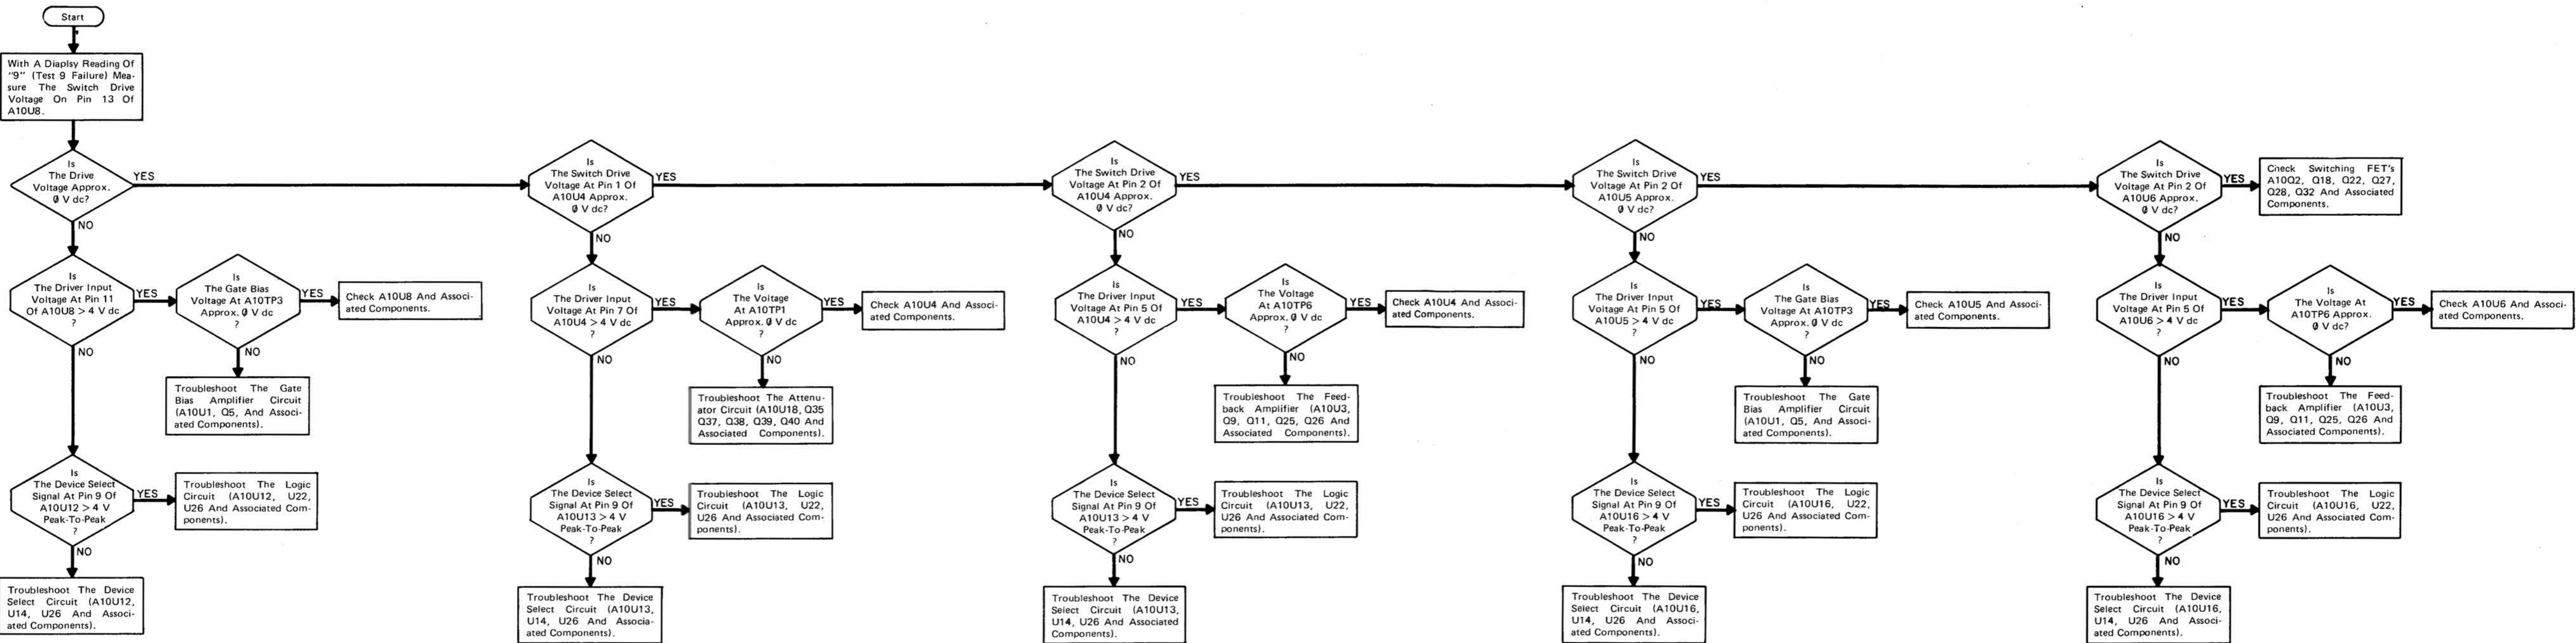 Start
With A Diaplsy Reading Of
"9" (Test 9 Failure) Mea-
sure The Switch Drive
Voltage On Pin 13 Of
A10U8.
Is
The Drive
Voltage Approx.
0 V dc?
YES
NO
Is
The Driver Input
Voltage At Pin 11
Of A10U8 > 4 V dc
?
YES
NO
Is
The Gate Bias
Voltage At A10TP3
Approx. 0 V dc
?
YES
NO
Check A10U8 And Associ-
ated Components.
Troubleshoot The Gate
Bias Amplifier Circuit
(A10U1, Q5, And Associ-
ated Components).
Is
The Device Select
Signal At Pin 9 Of
A10U12 > 4 V
Peak-To-Peak
?
YES
NO
Troubleshoot The Logic
Circuit (A10U12, U22,
U26 And Associated Com-
ponents).
Troubleshoot The Device
Select Circuit (A10U12,
U14, U26 And Associ-
ated Components).
Is
The Switch Drive
Voltage At Pin 1 Of
A10U4 Approx.
0 V dc?
YES
NO
Is
The Driver Input
Voltage At Pin 7 Of
A10U4 > 4 V dc
?
YES
NO
Is
The Voltage
At A10TP1
Approx. 0 V dc
?
YES
NO
Check A10U4 And Associ-
ated Components.
Troubleshoot The Attenu-
ator Circuit (A10U18, Q35
Q37, Q38, Q39, Q40 And
Associated Components).
Is
The Device Select
Signal At Pin 9 Of
A10U13 > 4 V
Peak-To-Peak
?
YES
NO
Troubleshoot The Logic
Circuit (A10U13, U22,
U26 And Associated Com-
ponents).
Troubleshoot The Device
Select Circuit (A10U13,
U14, U26 And Associa-
ated Components).
Is
The Switch Drive
Voltage At Pin 2 Of
A10U4 Approx.
0 V dc?
YES
NO
Is
The Driver Input
Voltage At Pin 5 Of
A10U4 > 4 V dc
?
YES
NO
Is
The Voltage
At A10TP6
Approx. 0 V dc
?
YES
NO
Check A10U4 And Associ-
ated Components.
Troubleshoot The Feed-
back Amplifier (A10U3,
Q9, Q11, Q25, Q26 And
Associated Components).
Is
The Device Select
Signal At Pin 9 Of
A10U13 > 4 V
Peak-To-Peak
?
YES
NO
Troubleshoot The Logic
Circuit (A10U13, U22,
U26 And Associated Com-
ponents).
Troubleshoot The Device
Select Circuit (A10U13,
U14, U26 And Associated
Components).
Is
The Switch Drive
Voltage At Pin 2 Of
A10U5 Approx.
0 V dc?
YES
NO
Is
The Driver Input
Voltage At Pin 5 Of
A10U5 > 4 V dc
?
YES
NO
Is
The Gate Bias
Voltage At A10TP3
Approx. 0 V dc
?
YES
NO
Check A10U5 And Associ-
ated Components.
Troubleshoot The Gate
Bias Amplifier Circuit
(A10U1, Q5, And Associ-
ated Components).
Is
The Device Select
Signal At Pin 9 Of
A10U16 > 4 V
Peak-To-Peak
?
YES
NO
Troubleshoot The Logic
Circuit (A10U16, U22,
U26 And Associated Com-
ponents).
Troubleshoot The Device
Select Circuit (A10U16,
U14, U26 And Associ-
ated Components).
Is
The Switch Drive
Voltage At Pin 2 Of
A10U6 Approx.
0 V dc?
YES
NO
Check Switching FET's
A10Q2, Q18, Q22, Q27,
Q28, Q32 And Associated
Components.
Is
The Driver Input
Voltage At Pin 5 Of
A10U6 > 4 V dc
?
YES
NO
Is
The Voltage At
A10TP6 Approx.
0 V dc?
YES
NO
Check A10U6 And Associ-
ated Components.
Troubleshoot The Feed-
back Amplifier (A10U3,
Q9, Q11, Q25, Q26 And
Associated Components).
Is
The Device Select
Signal At Pin 9 Of
A10U16 > 4 V
Peak-To-Peak
?
YES
NO
Troubleshoot The Logic
Circuit (A10U16, U22,
U26 And Associated Com-
ponents).
Troubleshoot The Device
Select Circuit (A10U16,
U14, U26 And Associ-
ated Components).